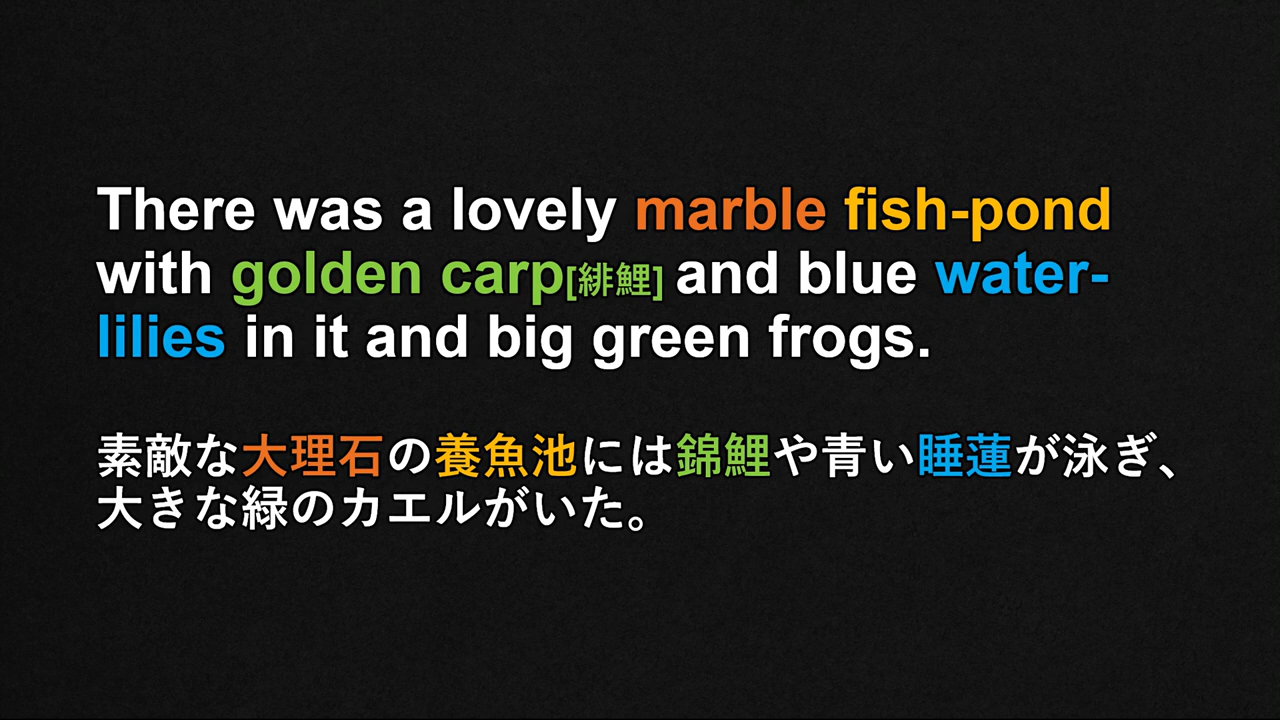 There was a lovely marble fish-pond
with golden carp[緋鯉] and blue water-
lilies in it and big green frogs.
素敵な大理石の養魚池には錦鯉や青い睡蓮が泳ぎ、
大きな緑のカエルがいた。